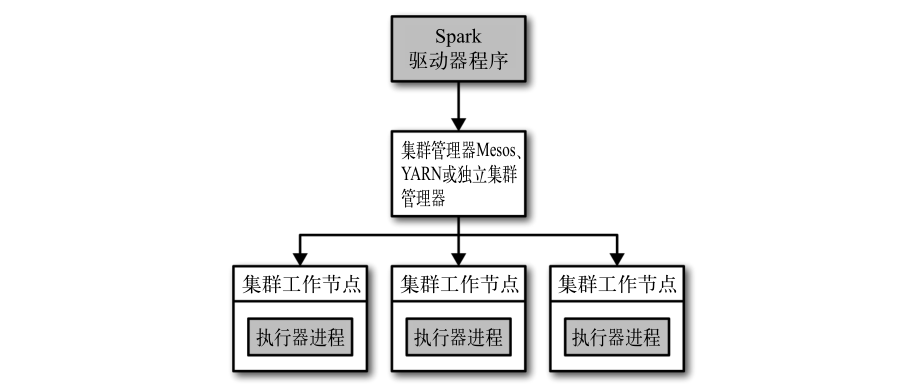 Spark
驱动器程序
集群管理器Mesos、
YARN或独立集群
管理器
集群工作节点
执行器进程
集群工作节点
执行器进程
集群工作节点
执行器进程